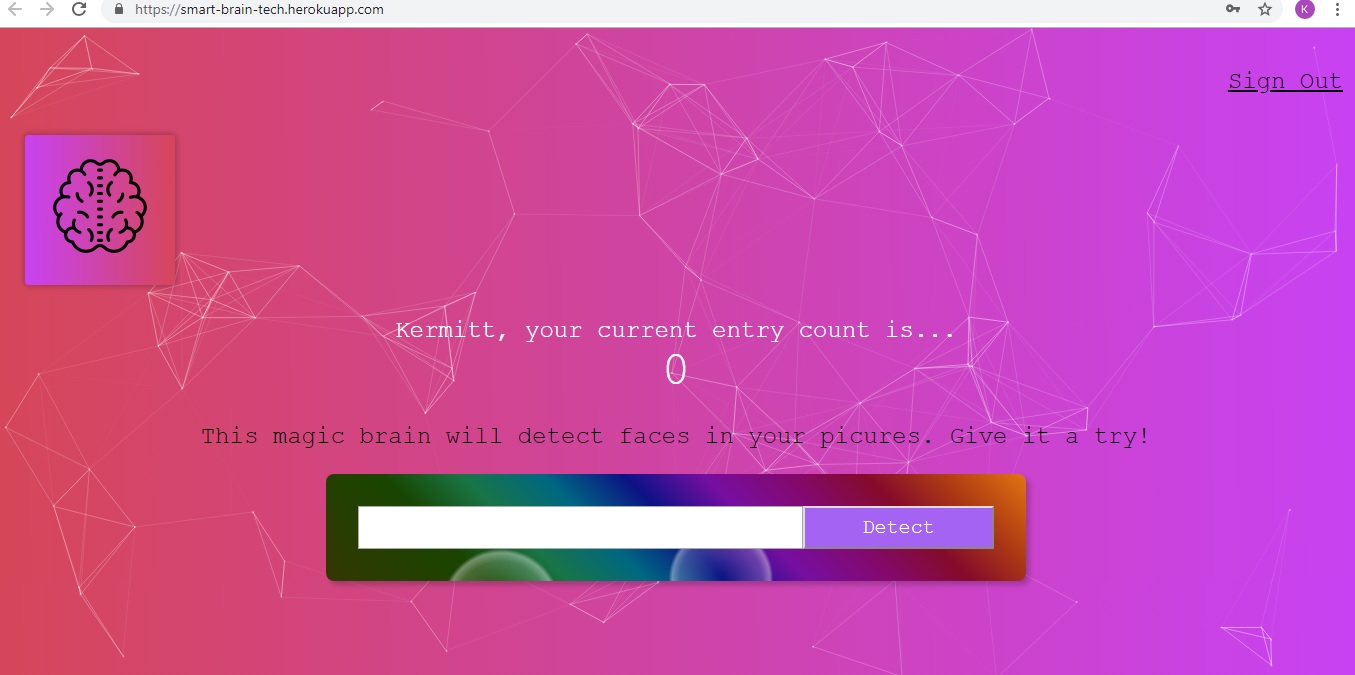 https://smart-brain-tech.herokuapp.com
K
Sign Out
Kermitt, your current entry count is...
0
This magic brain will detect faces in your picures. Give it a try!
Detect